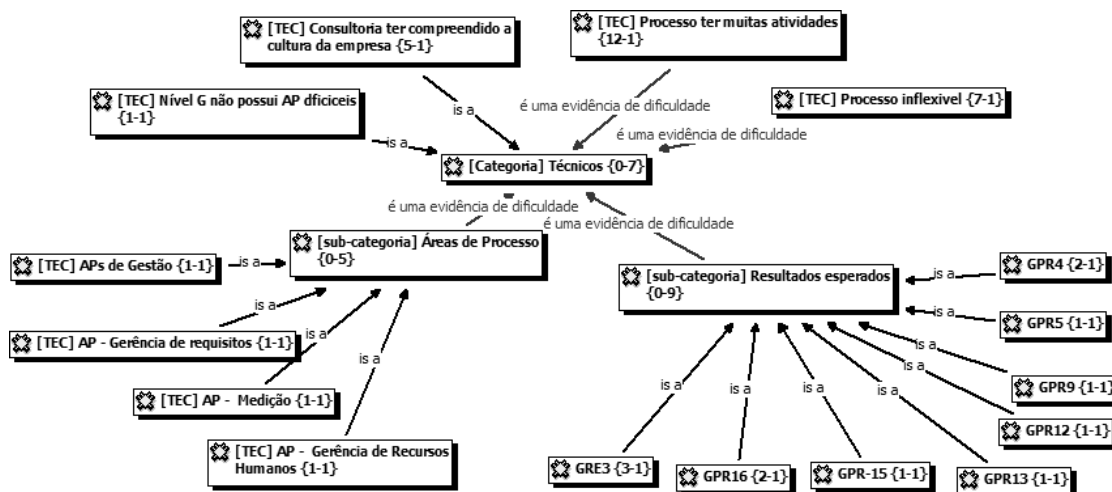 [TEC] Consultoria ter compreendido a
cultura da empresa {5-1}
[TEC] Processo ter muitas atividades
{12-1}
[TEC] Nível G não possui AP dficiceis
{1-1}
is a
é uma evidência de dificuldade
[TEC] Processo inflexivel {7-1}
é uma evidência de dificuldade
is a
[Categoria] Técnicos {0-7}
é uma evidência de dificuldade
é uma evidência de dificuldade
[sub-categoria] Áreas de Processo
{0-5}
[TEC] APs de Gestão {1-1}
is a
[sub-categoria] Resultados esperados
{0-9}
is a
GPR4 {2-1}
is a
GPR5 {1-1}
is a
[TEC] AP - Gerência de requisitos {1-1}
is a
is a
is a
GPR9 {1-1}
[TEC] AP -  Medição {1-1}
is a
is a
is a
is a
is a
GPR12 {1-1}
[TEC] AP -  Gerência de Recursos
Humanos {1-1}
GRE3 {3-1}
GPR16 {2-1}
GPR-15 {1-1}
GPR13 {1-1}